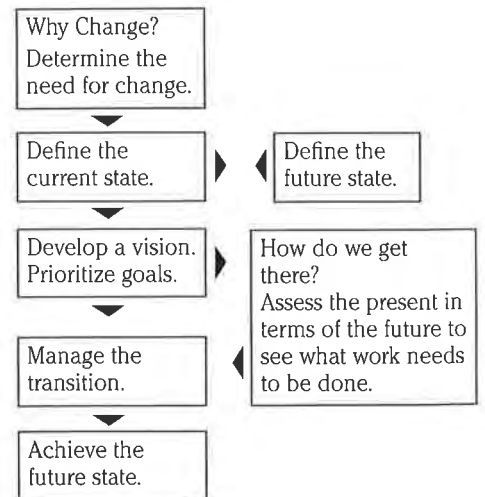 Why Change?
Determine the
need for change.
Define the
current state.
Define the
future state.
Develop a vision.
Prioritize goals.
How do we get
there?
Assess the present in
terms of the future to
see what work needs
to be done.
Manage the
transition.
Achieve the
future state.